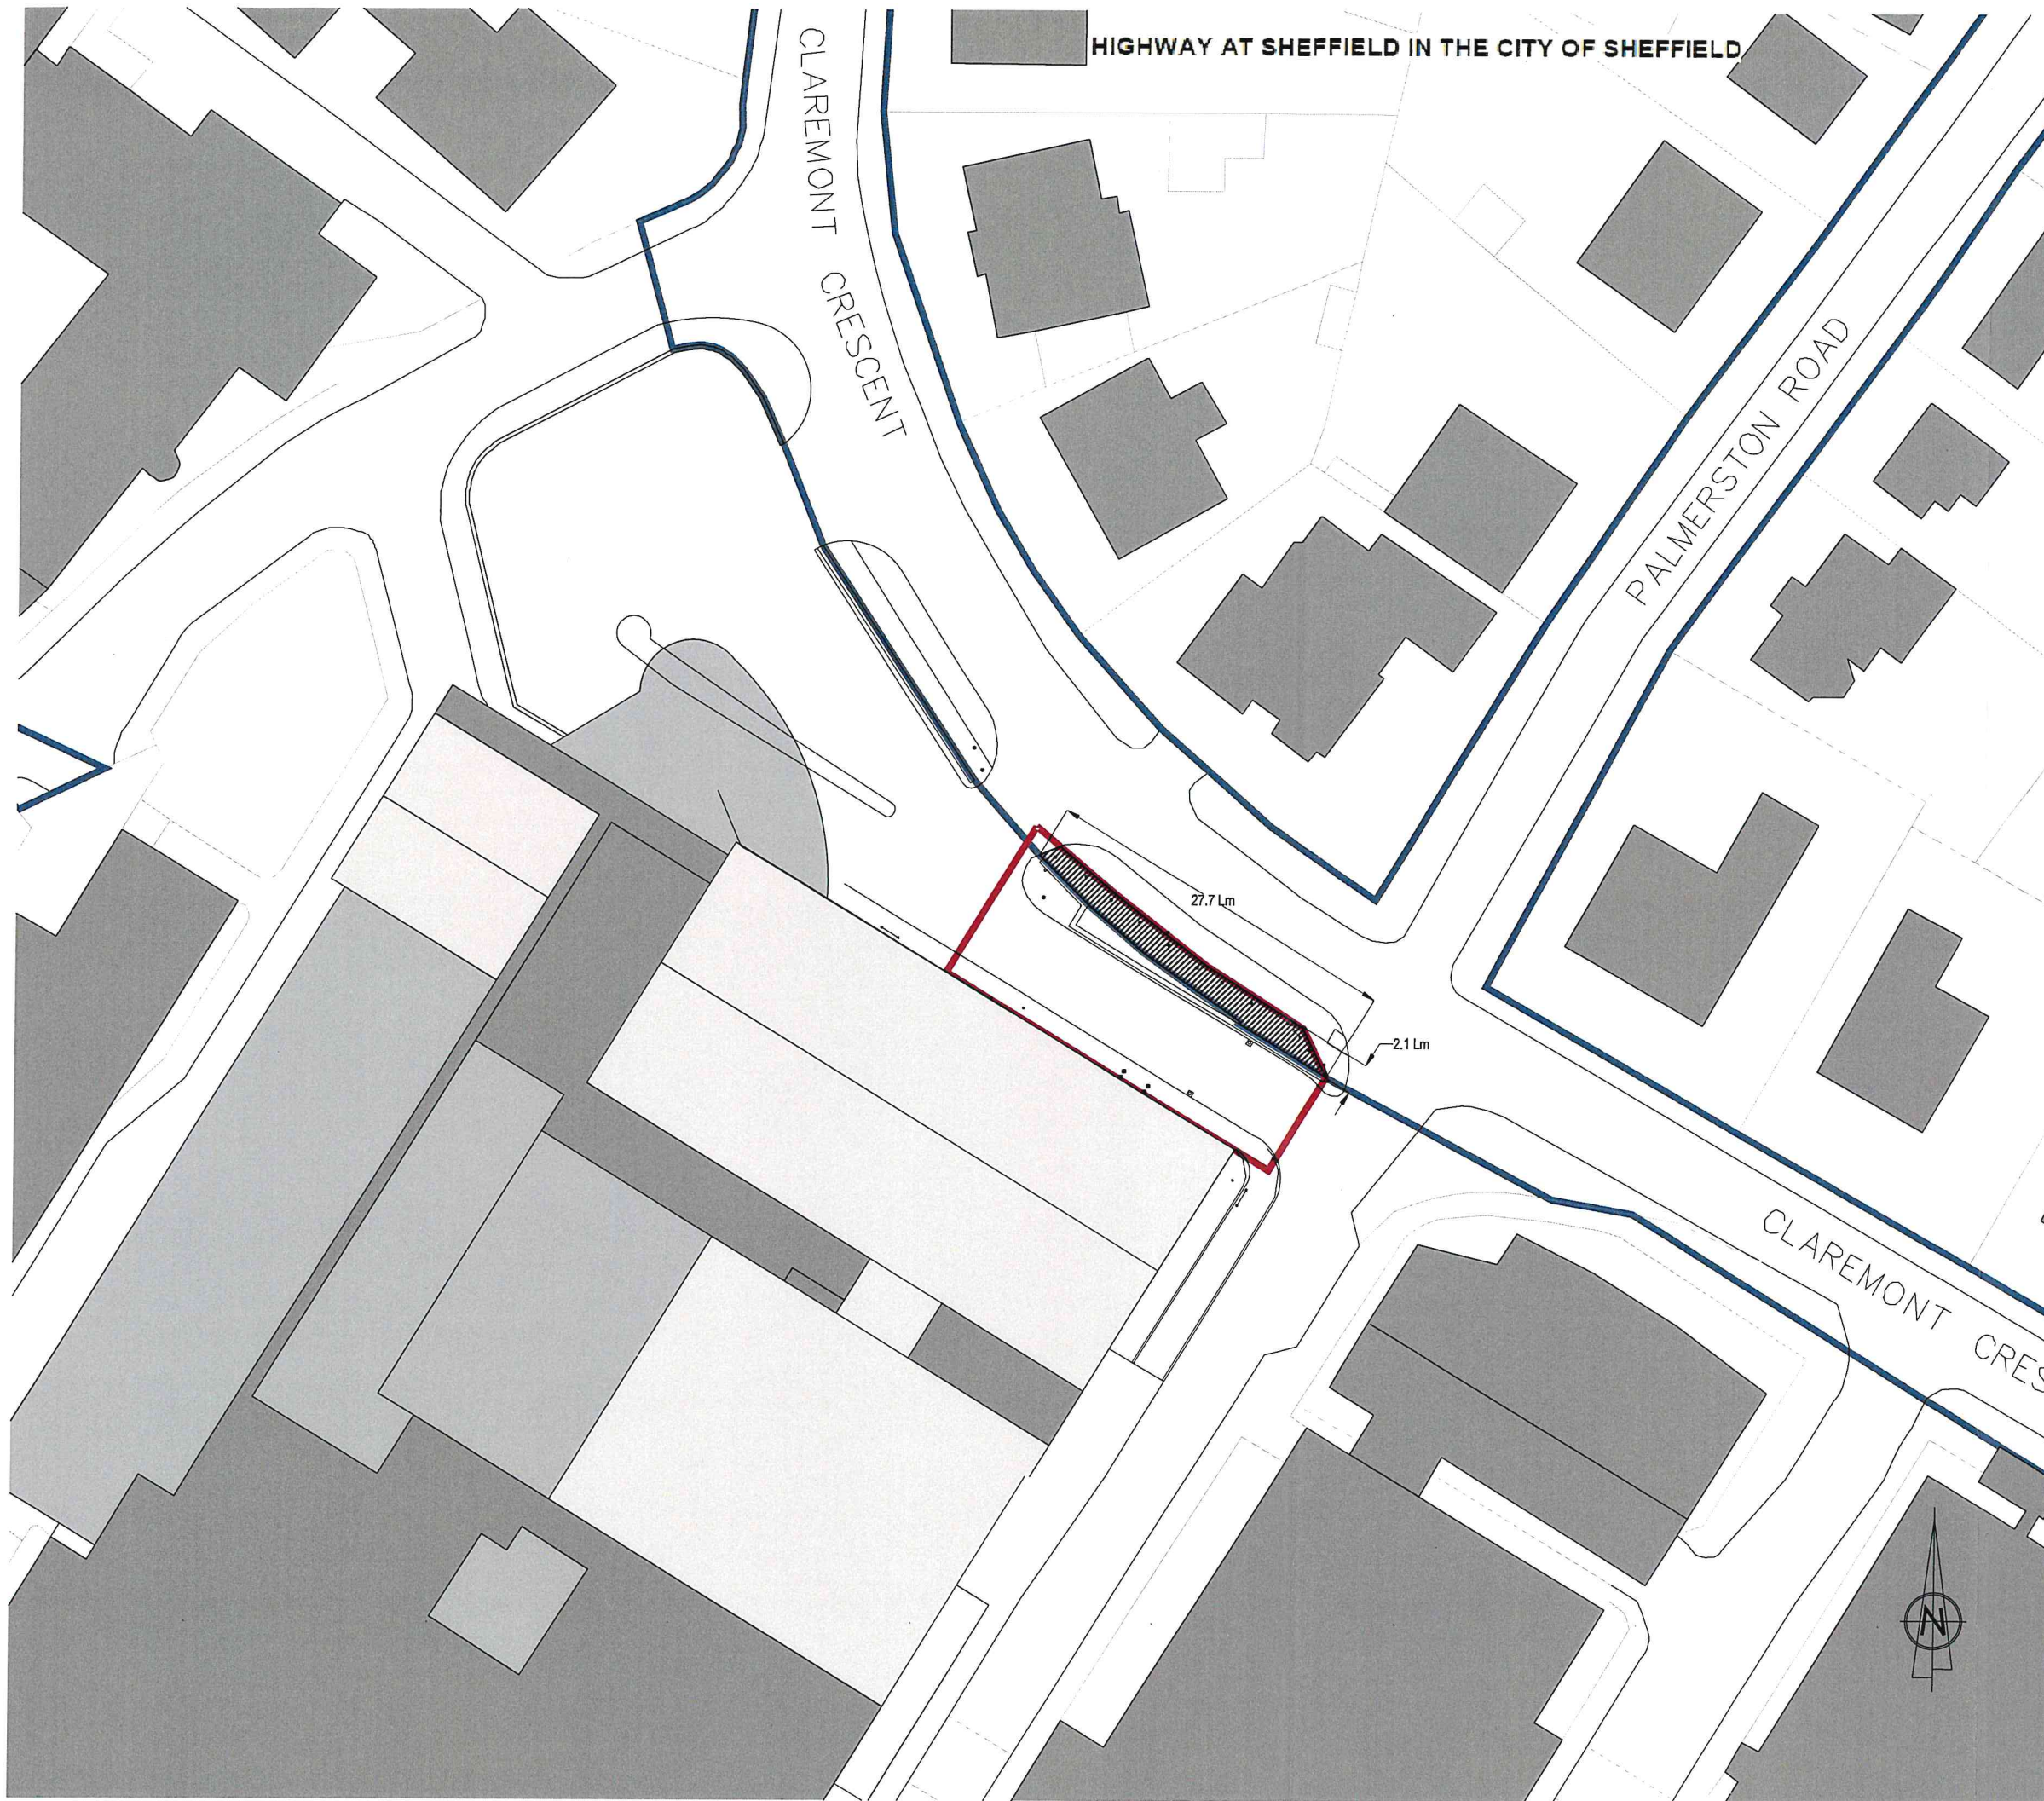 HIGHWAY AT SHEFFIELD IN THE CITY OF SHEFFIELD
CLAREMONT CRESCENT
PALMERSTON ROAD
27.7 Lm
2.1 Lm
CLAREMONT CRES
N